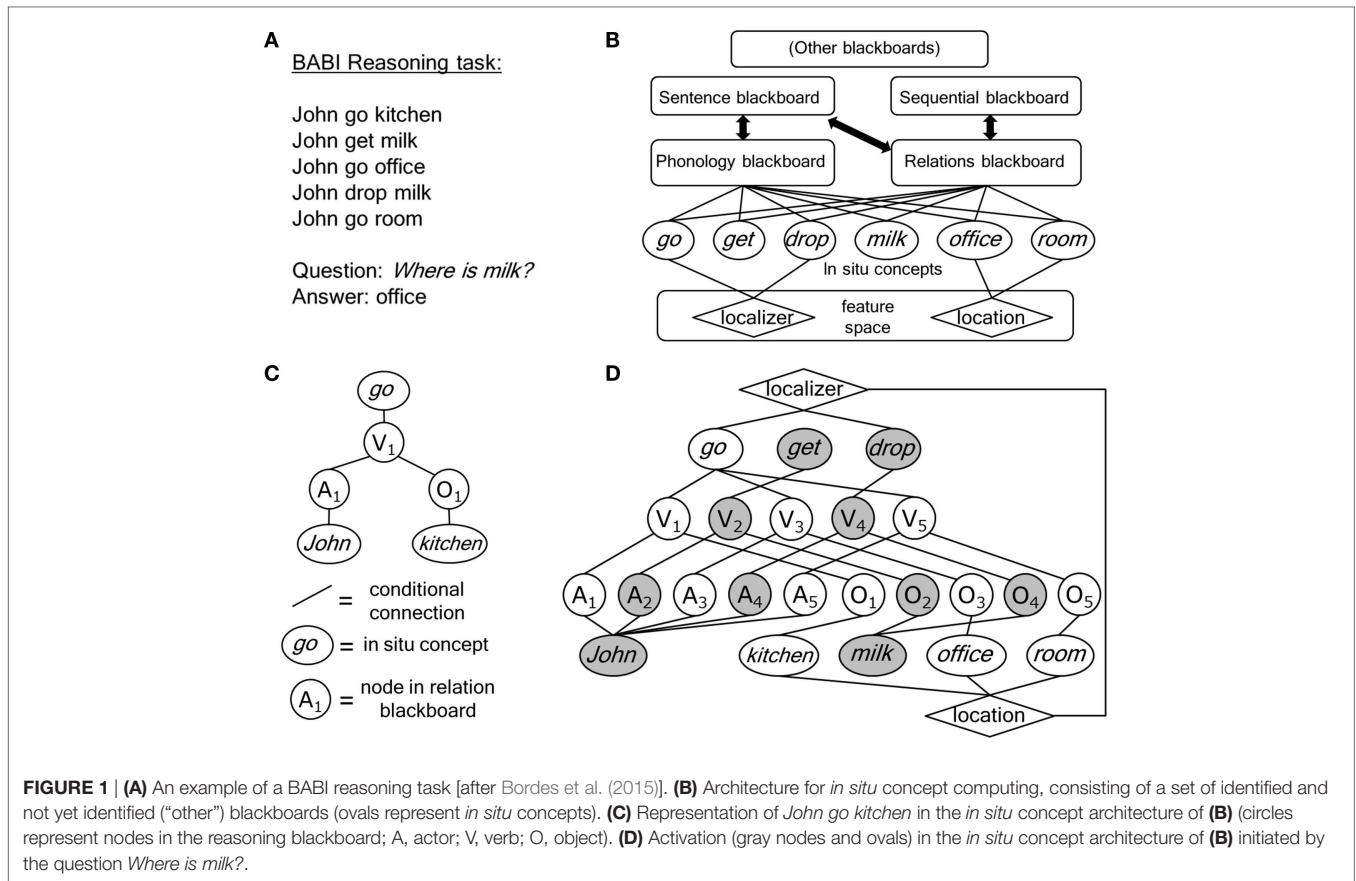 A
BABI Reasoning task:
John go kitchen
John get milk
John go office
John drop milk
John go room
Question: Where is milk?
Answer: office
B
(Other blackboards)
Sentence blackboard
Sequential blackboard
Phonology blackboard
Relations blackboard
go get drop milk office room
In situ concepts
localizer
feature
space
location
C
go
V1
A1 O1
John kitchen
= conditional
connection
go = in situ concept
A1 = node in relation
blackboard
D
localizer
go get drop
V1 V2 V3 V4 V5
A1 A2 A3 A4 A5 O1 O2 O3 O4 O5
John kitchen milk office room
location
FIGURE 1 | (A) An example of a BABI reasoning task [after Bordes et al. (2015)]. (B) Architecture for in situ concept computing, consisting of a set of identified and
not yet identified (“other”) blackboards (ovals represent in situ concepts). (C) Representation of John go kitchen in the in situ concept architecture of (B) (circles
represent nodes in the reasoning blackboard; A, actor; V, verb; O, object). (D) Activation (gray nodes and ovals) in the in situ concept architecture of (B) initiated by
the question Where is milk?.